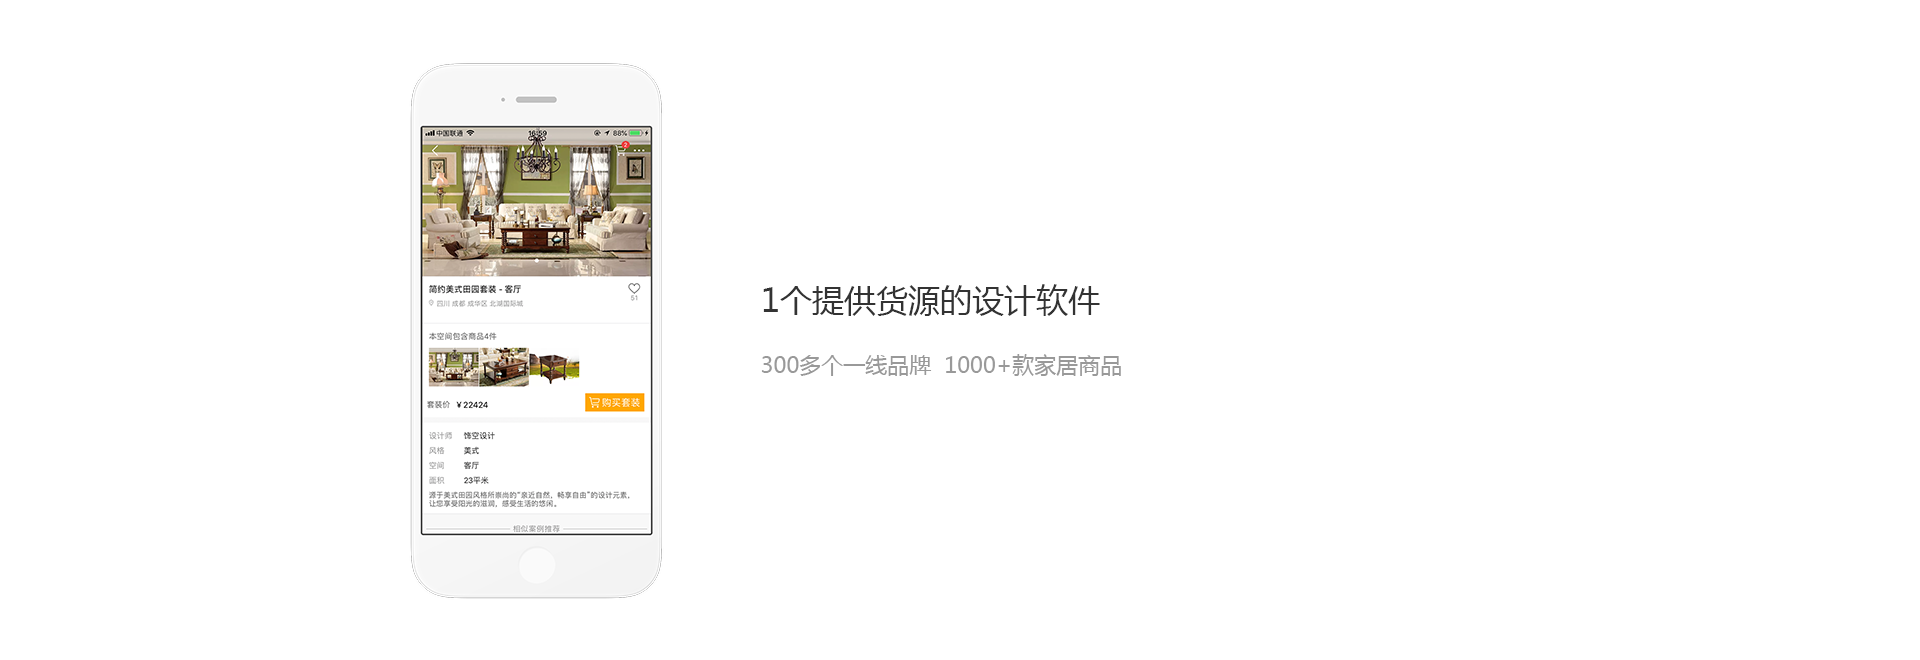 中国联通 16:59 88%
2
简约美式田园套装 - 客厅
四川 成都 成华区 北湖国际城
51
本空间包含商品4件
套装价 ¥22424
购买套装
设计师 饰空设计
风格 美式
空间 客厅
面积 23平米
源于美式田园风格所崇尚的“亲近自然，畅享自由”的设计元素，
让您享受阳光的滋润，感受生活的悠闲。
相似案例推荐
1个提供货源的设计软件
300多个一线品牌 1000+款家居商品